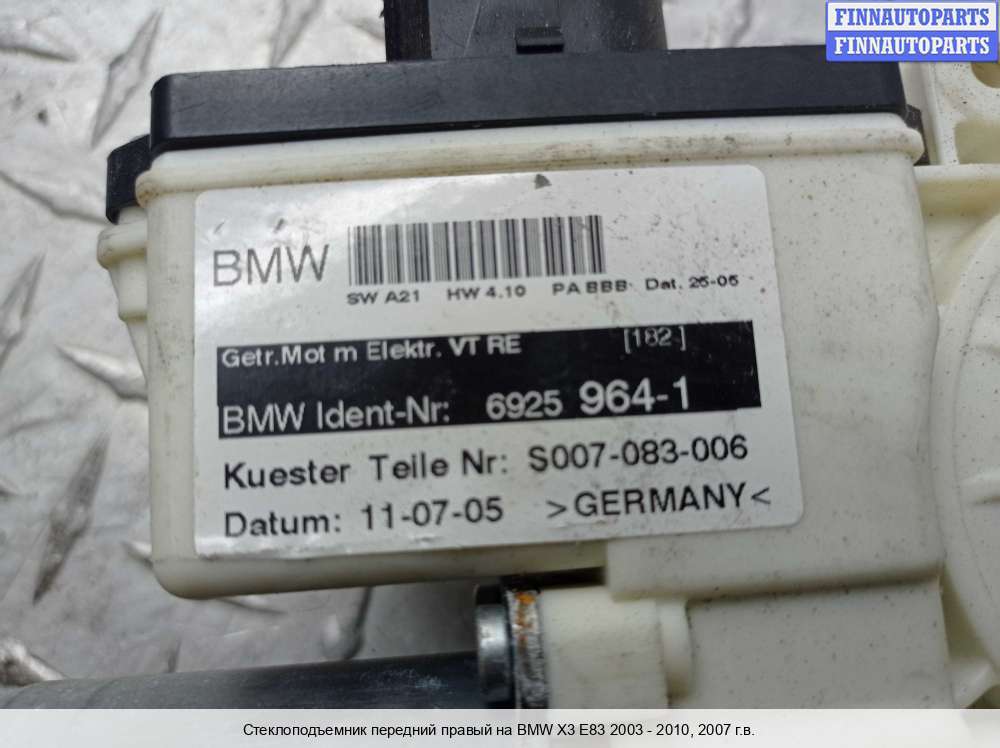 FINNAUTOPARTS
FINNAUTOPARTS
BMW
SW A21 HW 4.10 PA BBB Dat. 25-05
Getr.Mot m Elektr. VT RE [182-]
BMW Ident-Nr: 6925 964-1
Kuester Teile Nr: S007-083-006
Datum: 11-07-05 >GERMANY<
Стеклоподъемник передний правый на BMW X3 E83 2003 - 2010, 2007 г.в.